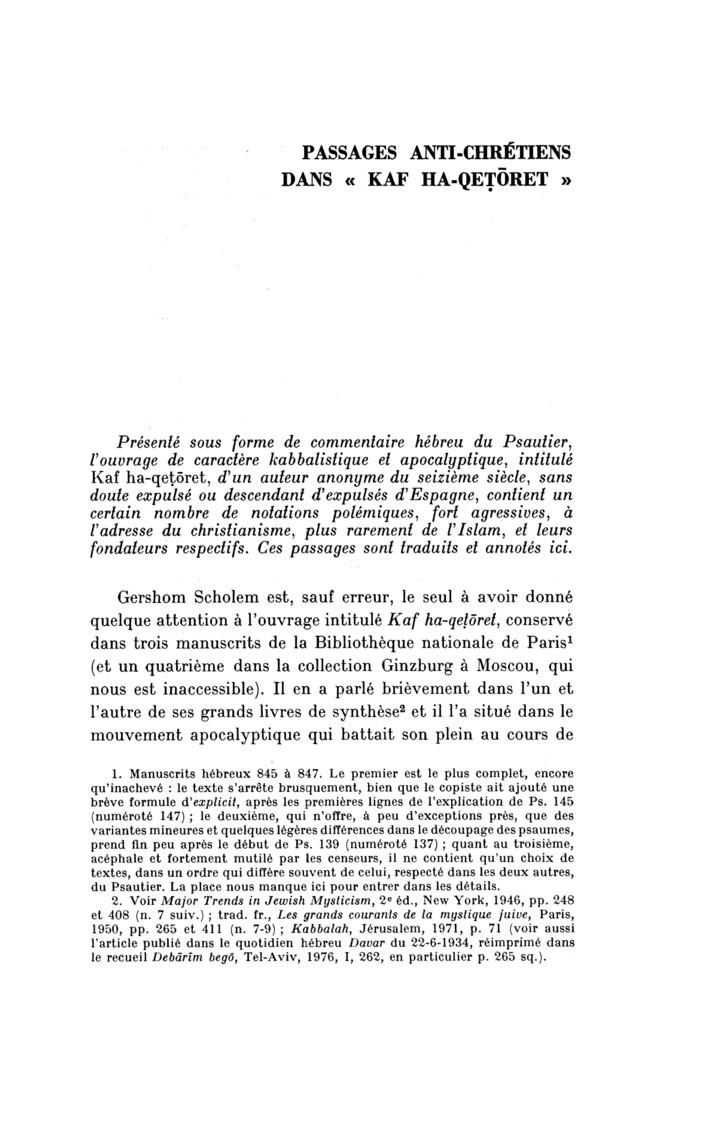 PASSAGES ANTI-CHRÉTIENS
DANS « KAF HA-QEṬŌRET »
Présenté sous forme de commentaire hébreu du Psautier,
l'ouvrage de caractère kabbalistique et apocalyptique, intitulé
Kaf ha-qeṭōret, d'un auteur anonyme du seizième siècle, sans
doute expulsé ou descendant d'expulsés d'Espagne, contient un
certain nombre de notations polémiques, fort agressives, à
l'adresse du christianisme, plus rarement de l'Islam, et leurs
fondateurs respectifs. Ces passages sont traduits et annotés ici.
Gershom Scholem est, sauf erreur, le seul à avoir donné
quelque attention à l'ouvrage intitulé Kaf ha-qeṭōret, conservé
dans trois manuscrits de la Bibliothèque nationale de Paris¹
(et un quatrième dans la collection Ginzburg à Moscou, qui
nous est inaccessible). Il en a parlé brièvement dans l'un et
l'autre de ses grands livres de synthèse² et il l'a situé dans le
mouvement apocalyptique qui battait son plein au cours de
1. Manuscrits hébreux 845 à 847. Le premier est le plus complet, encore
qu'inachevé : le texte s'arrête brusquement, bien que le copiste ait ajouté une
brève formule d'explicit, après les premières lignes de l'explication de Ps. 145
(numéroté 147) ; le deuxième, qui n'offre, à peu d'exceptions près, que des
variantes mineures et quelques légères différences dans le découpage des psaumes,
prend fin peu après le début de Ps. 139 (numéroté 137) ; quant au troisième,
acéphale et fortement mutilé par les censeurs, il ne contient qu'un choix de
textes, dans un ordre qui diffère souvent de celui, respecté dans les deux autres,
du Psautier. La place nous manque ici pour entrer dans les détails.
2. Voir Major Trends in Jewish Mysticism, 2ᵉ éd., New York, 1946, pp. 248
et 408 (n. 7 suiv.) ; trad. fr., Les grands courants de la mystique juive, Paris,
1950, pp. 265 et 411 (n. 7-9) ; Kabbalah, Jérusalem, 1971, p. 71 (voir aussi
l'article publié dans le quotidien hébreu Davar du 22-6-1934, réimprimé dans
le recueil Debārīm begō, Tel-Aviv, 1976, I, 262, en particulier p. 265 sq.).